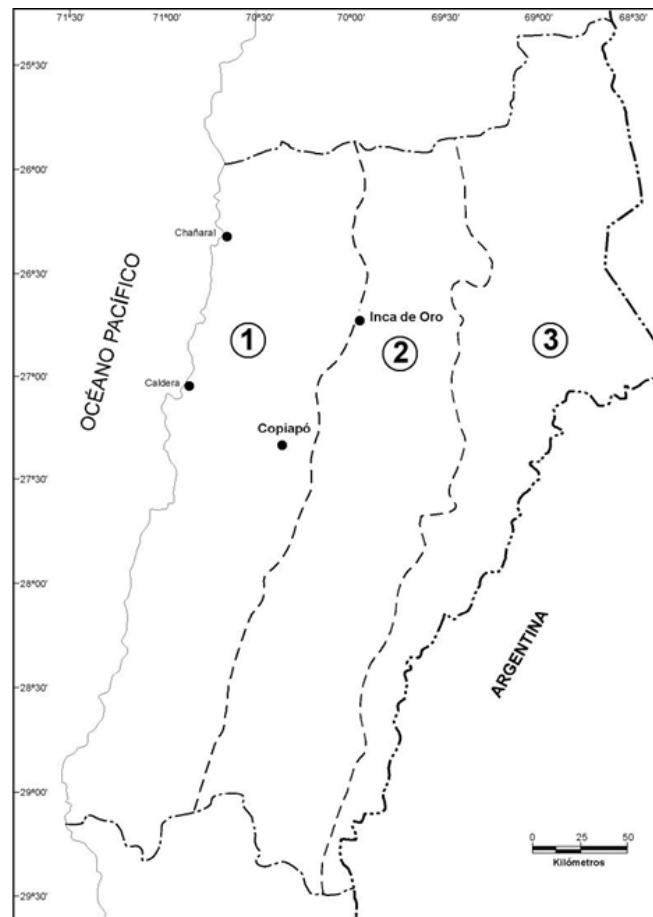 71°30' 71°00' 70°30' 70°00' 69°30' 69°00' 68°30'
25°30'
26°00'
Chañaral
26°30'
Inca de Oro
1
2
3
OCÉANO PACÍFICO
27°00'
Caldera
Copiapó
27°30'
28°00'
ARGENTINA
28°30'
29°00'
0 25 50
Kilómetros
29°30'